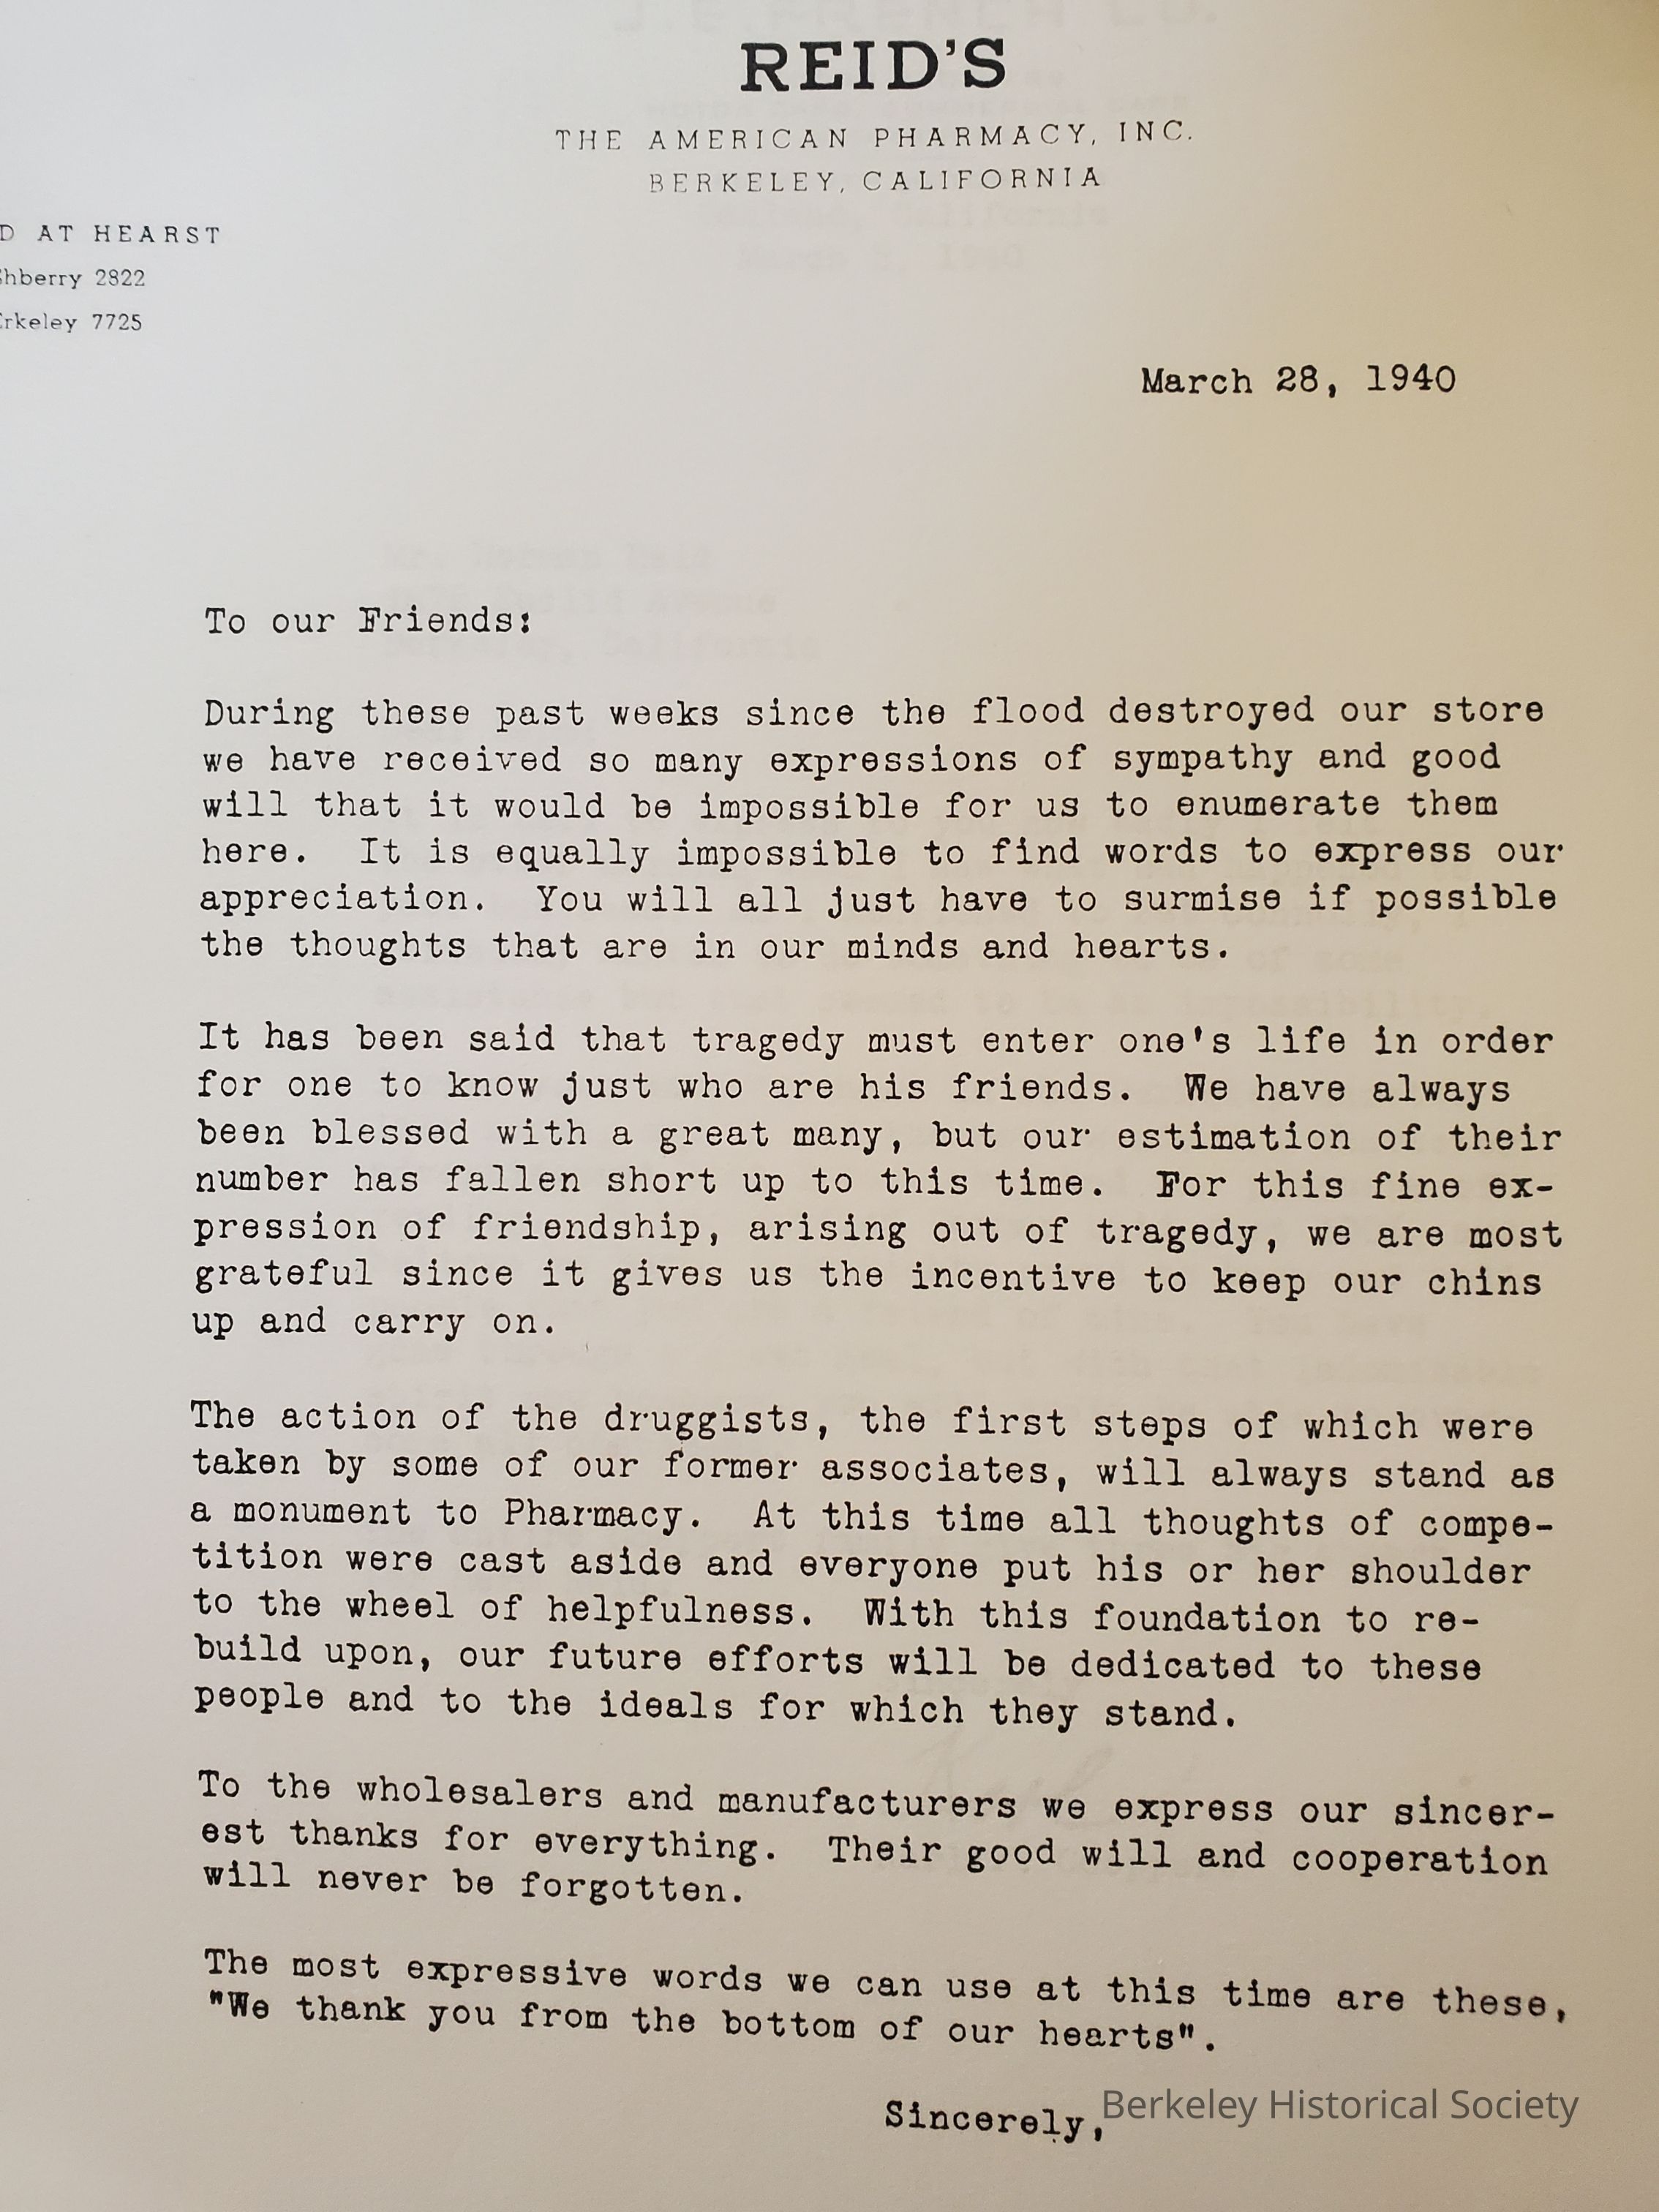 REID'S
THE AMERICAN PHARMACY, INC.
BERKELEY, CALIFORNIA
D AT HEARST
hberry 2822
rkeley 7725
March 28, 1940
To our Friends:
During these past weeks since the flood destroyed our store
we have received so many expressions of sympathy and good
will that it would be impossible for us to enumerate them
here. It is equally impossible to find words to express our
appreciation. You will all just have to surmise if possible
the thoughts that are in our minds and hearts.
It has been said that tragedy must enter one's life in order
for one to know just who are his friends. We have always
been blessed with a great many, but our estimation of their
number has fallen short up to this time. For this fine ex-
pression of friendship, arising out of tragedy, we are most
grateful since it gives us the incentive to keep our chins
up and carry on.
The action of the druggists, the first steps of which were
taken by some of our former associates, will always stand as
a monument to Pharmacy. At this time all thoughts of compe-
tition were cast aside and everyone put his or her shoulder
to the wheel of helpfulness. With this foundation to re-
build upon, our future efforts will be dedicated to these
people and to the ideals for which they stand.
To the wholesalers and manufacturers we express our sincer-
est thanks for everything. Their good will and cooperation
will never be forgotten.
The most expressive words we can use at this time are these,
"We thank you from the bottom of our hearts".
Sincerely,
Berkeley Historical Society